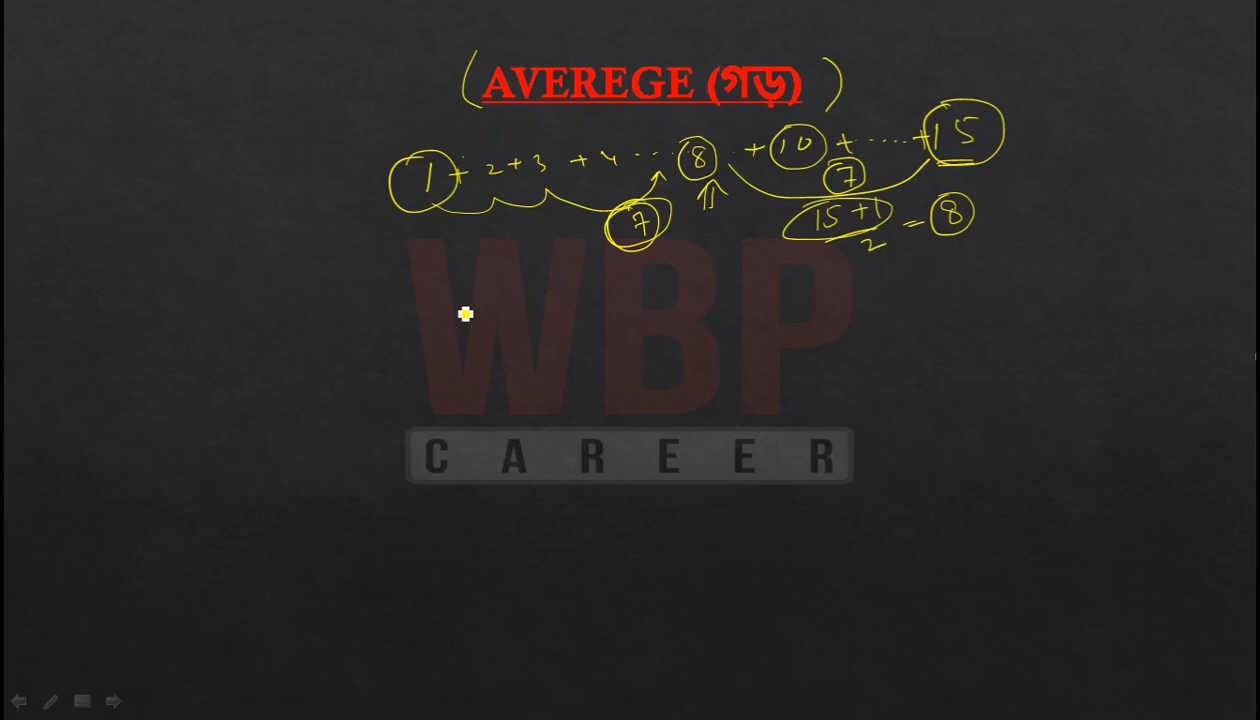 (AVEREGE (গড়))
1 + 2 + 3 + 4 ... 8 .. + 10 + ..... + 15
7
7
15 + 1 / 2 = 8
WBP
CAREER